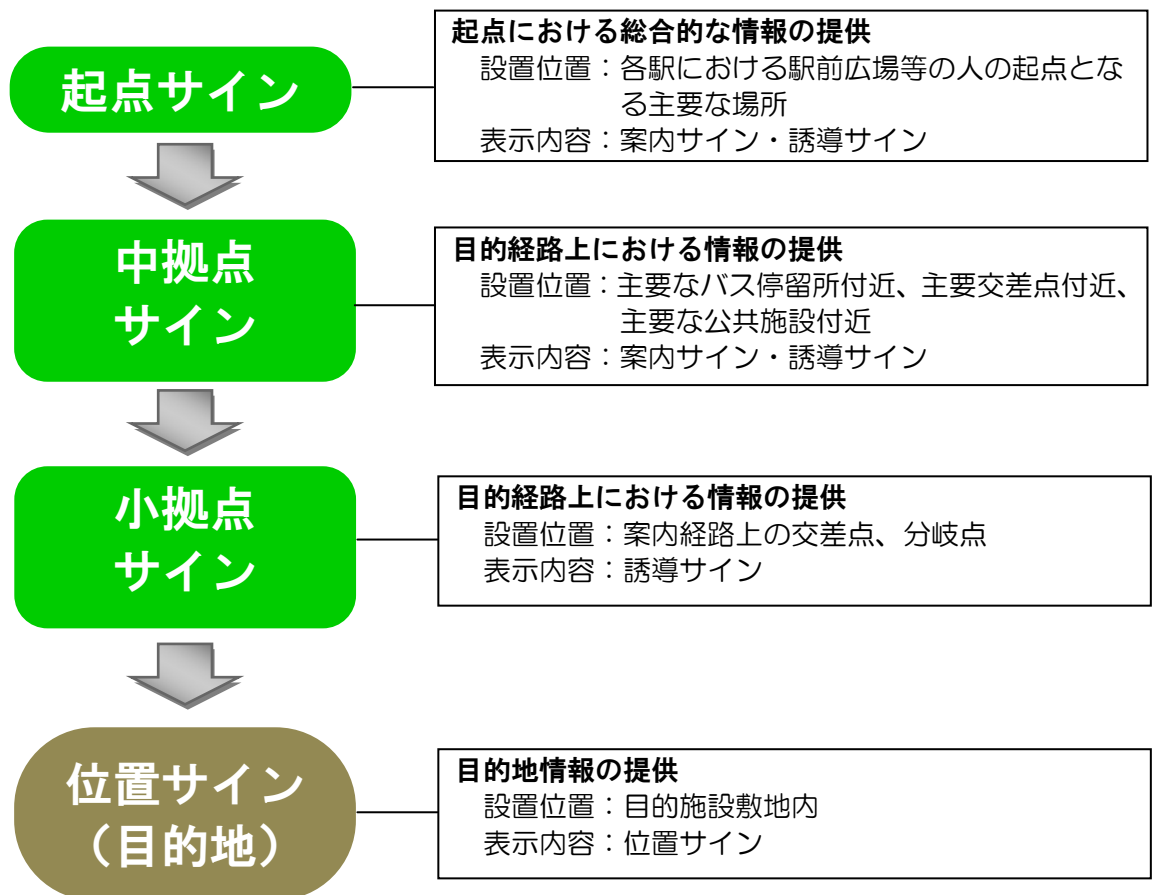 起点サイン
起点における総合的な情報の提供
設置位置：各駅における駅前広場等の人の起点とな
る主要な場所
表示内容：案内サイン・誘導サイン
中拠点
サイン
目的経路上における情報の提供
設置位置：主要なバス停留所付近、主要交差点付近、
主要な公共施設付近
表示内容：案内サイン・誘導サイン
小拠点
サイン
目的経路上における情報の提供
設置位置：案内経路上の交差点、分岐点
表示内容：誘導サイン
位置サイン
（目的地）
目的地情報の提供
設置位置：目的施設敷地内
表示内容：位置サイン